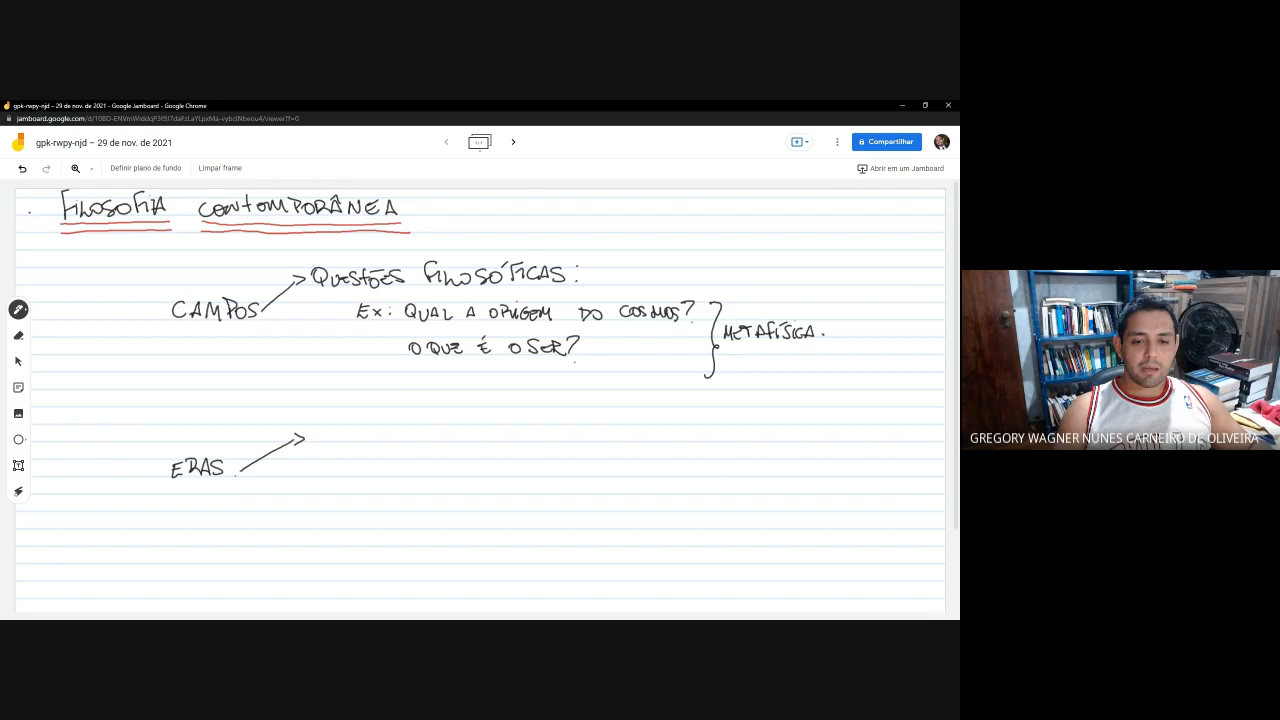 gpk-rwpy-njd – 29 de nov. de 2021 - Google Jamboard - Google Chrome
gpk-rwpy-njd – 29 de nov. de 2021
Compartilhar
Definir plano de fundo
Limpar frame
Abrir em um Jamboard
FILOSOFIA CONTEMPORÂNEA
QUESTÕES FILOSÓFICAS:
CAMPOS
EX: QUAL A ORIGEM DO COSMOS?
METAFÍSICA.
O QUE É O SER?
GREGORY WAGNER NUNES CARNEIRO DE OLIVEIRA
ERAS